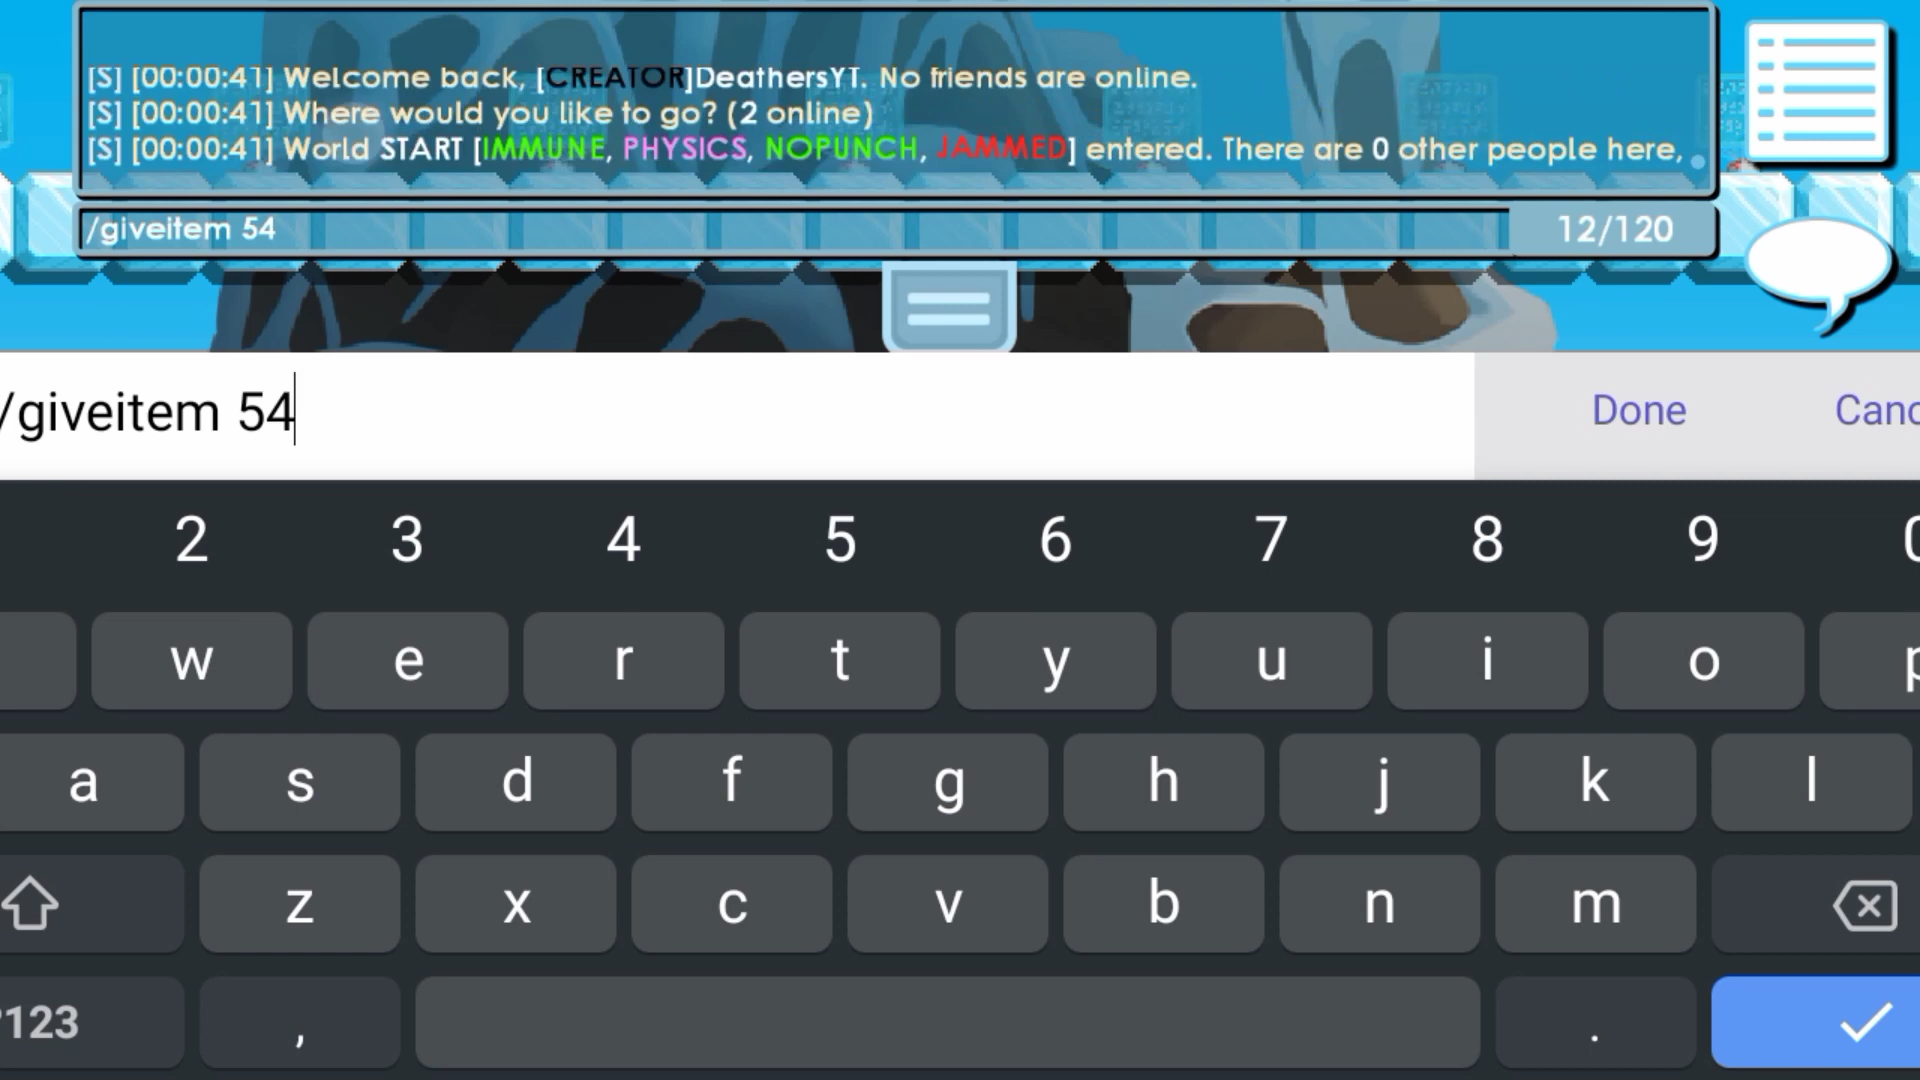 [S] [00:00:41] Welcome back, [CREATOR]DeathersYT. No friends are online.
[S] [00:00:41] Where would you like to go? (2 online)
[S] [00:00:41] World START [IMMUNE, PHYSICS, NOPUNCH, JAMMED] entered. There are 0 other people here,
/giveitem 54 12/120
/giveitem 54 Done Canc
2 3 4 5 6 7 8 9 0
w e r t y u i o p
a s d f g h j k l
z x c v b n m
?123 , .